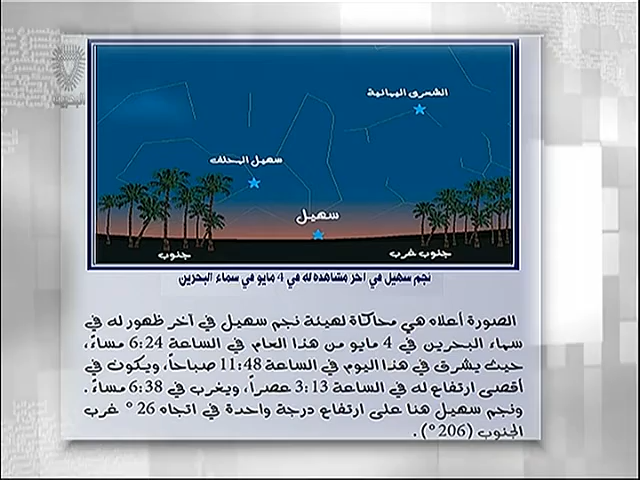 الشعرى اليمانية
سهيل المحلف
سهيل
جنوب
جنوب غرب
نجم سهيل في آخر مشاهده له في 4 مايو في سماء البحرين
الصورة أعلاه هي محاكاة لهيئة نجم سهيل في آخر ظهور له في
سماء البحرين في 4 مايو من هذا العام في الساعة 6:24 مساءً،
حيث يشرق في هذا اليوم في الساعة 11:48 صباحاً، ويكون في
أقصى ارتفاع له في الساعة 3:13 عصراً، ويغرب في 6:38 مساءً.
ونجم سهيل هنا على ارتفاع درجة واحدة في اتجاه 26 ° غرب
الجنوب (206 °).